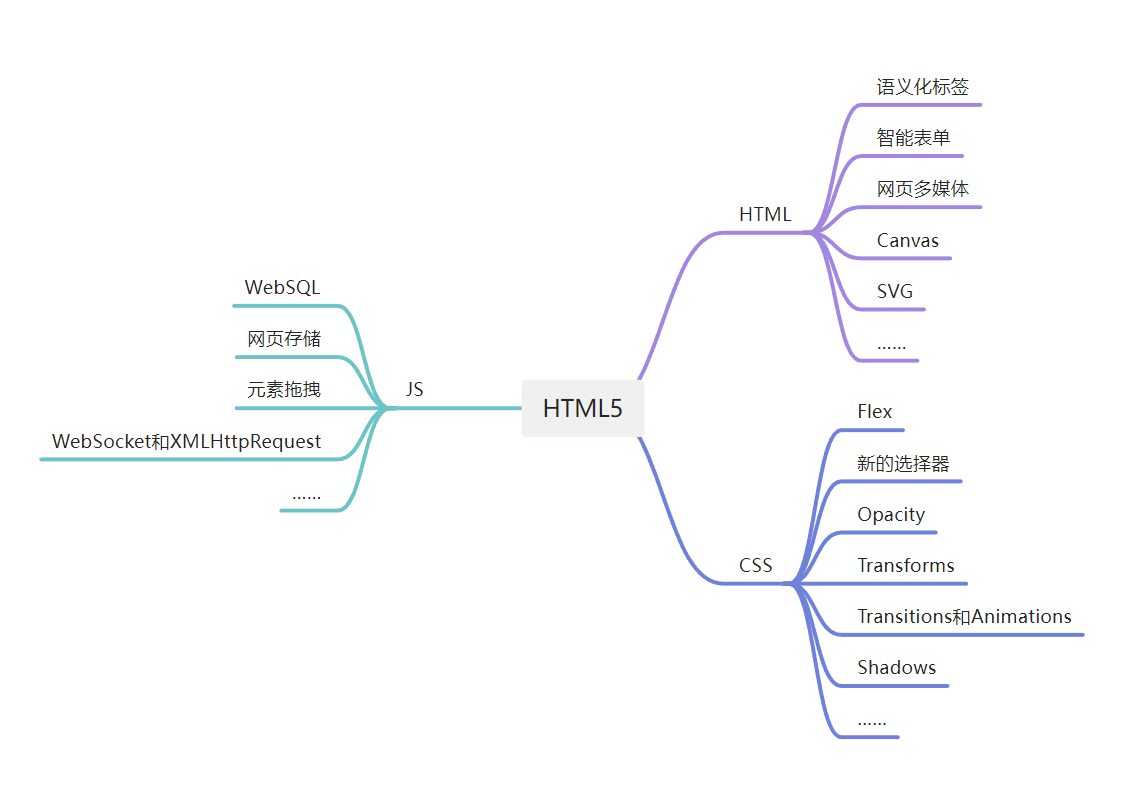 HTML5
HTML
语义化标签
智能表单
网页多媒体
Canvas
SVG
……
CSS
Flex
新的选择器
Opacity
Transforms
Transitions和Animations
Shadows
……
JS
WebSQL
网页存储
元素拖拽
WebSocket和XMLHttpRequest
……